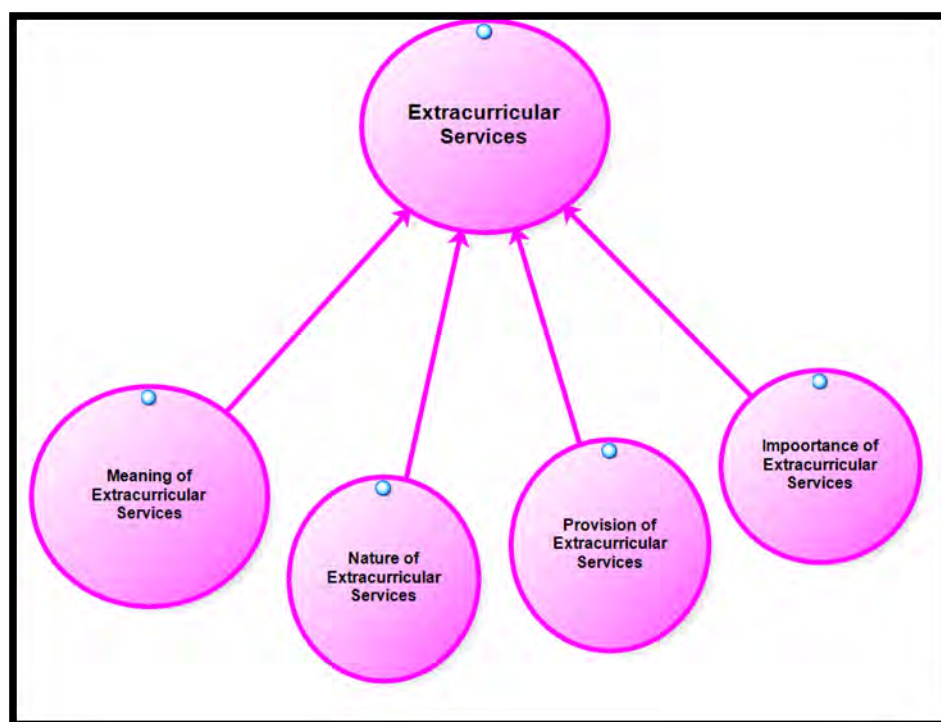 Extracurricular
Services
Meaning of
Extracurricular
Services
Nature of
Extracurricular
Services
Provision of
Extracurricular
Services
Impoortance of
Extracurricular
Services